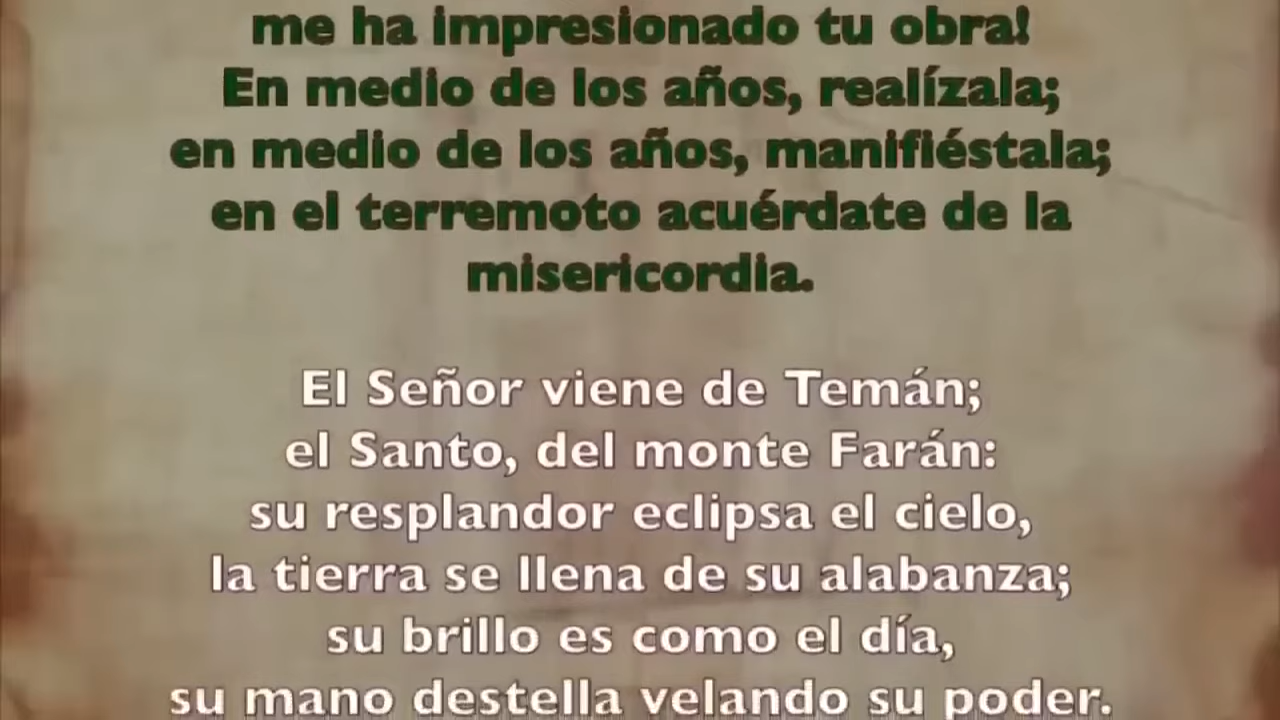 me ha impresionado tu obra!
En medio de los años, realízala;
en medio de los años, manifiéstala;
en el terremoto acuérdate de la
misericordia.
El Señor viene de Temán;
el Santo, del monte Farán:
su resplandor eclipsa el cielo,
la tierra se llena de su alabanza;
su brillo es como el día,
su mano destella velando su poder.